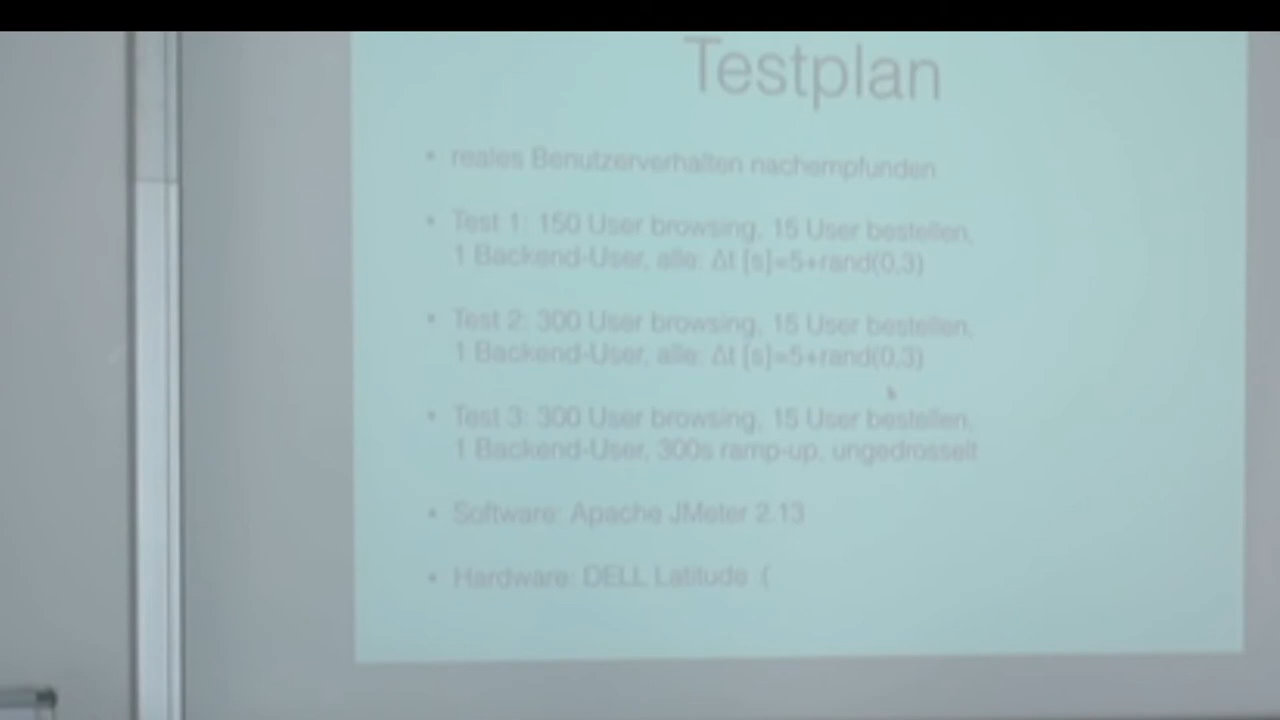 Testplan
• reales Benutzerverhalten nachempfunden
• Test 1: 150 User browsing, 15 User bestellen,
1 Backend-User, alle: Δt [s]=5+rand(0,3)
• Test 2: 300 User browsing, 15 User bestellen,
1 Backend-User, alle: Δt [s]=5+rand(0,3)
• Test 3: 300 User browsing, 15 User bestellen,
1 Backend-User, 300s ramp-up, ungedrosselt
• Software: Apache JMeter 2.13
• Hardware: DELL Latitude :(